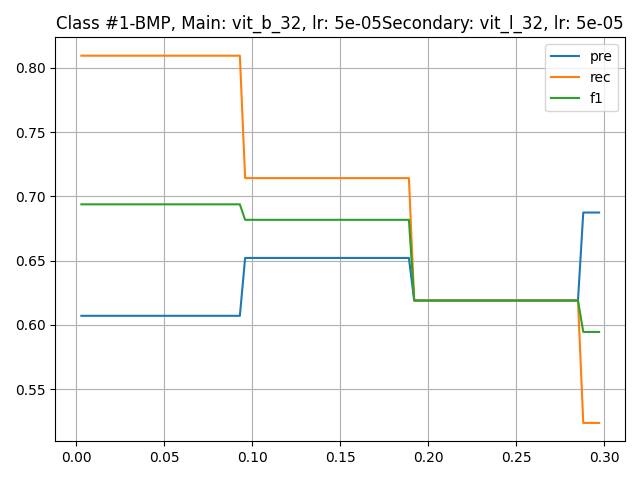 Class #1-BMP, Main: vit_b_32, lr: 5e-05Secondary: vit_l_32, lr: 5e-05
pre
rec
f1
0.80
0.75
0.70
0.65
0.60
0.55
0.00 0.05 0.10 0.15 0.20 0.25 0.30